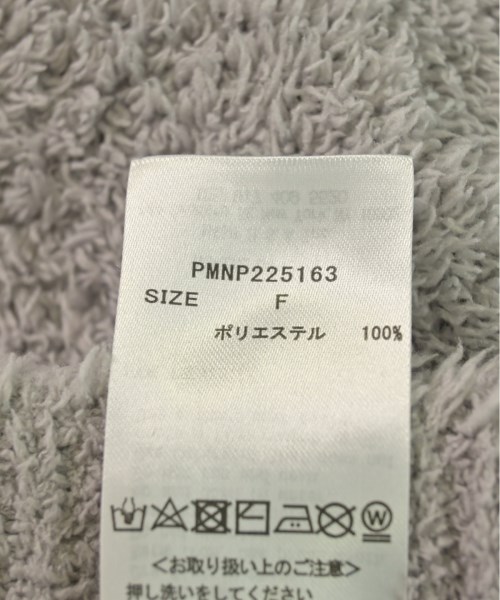 PMNP225163
SIZE F
ポリエステル 100%
<お取り扱い上のご注意>
押し洗いをしてください